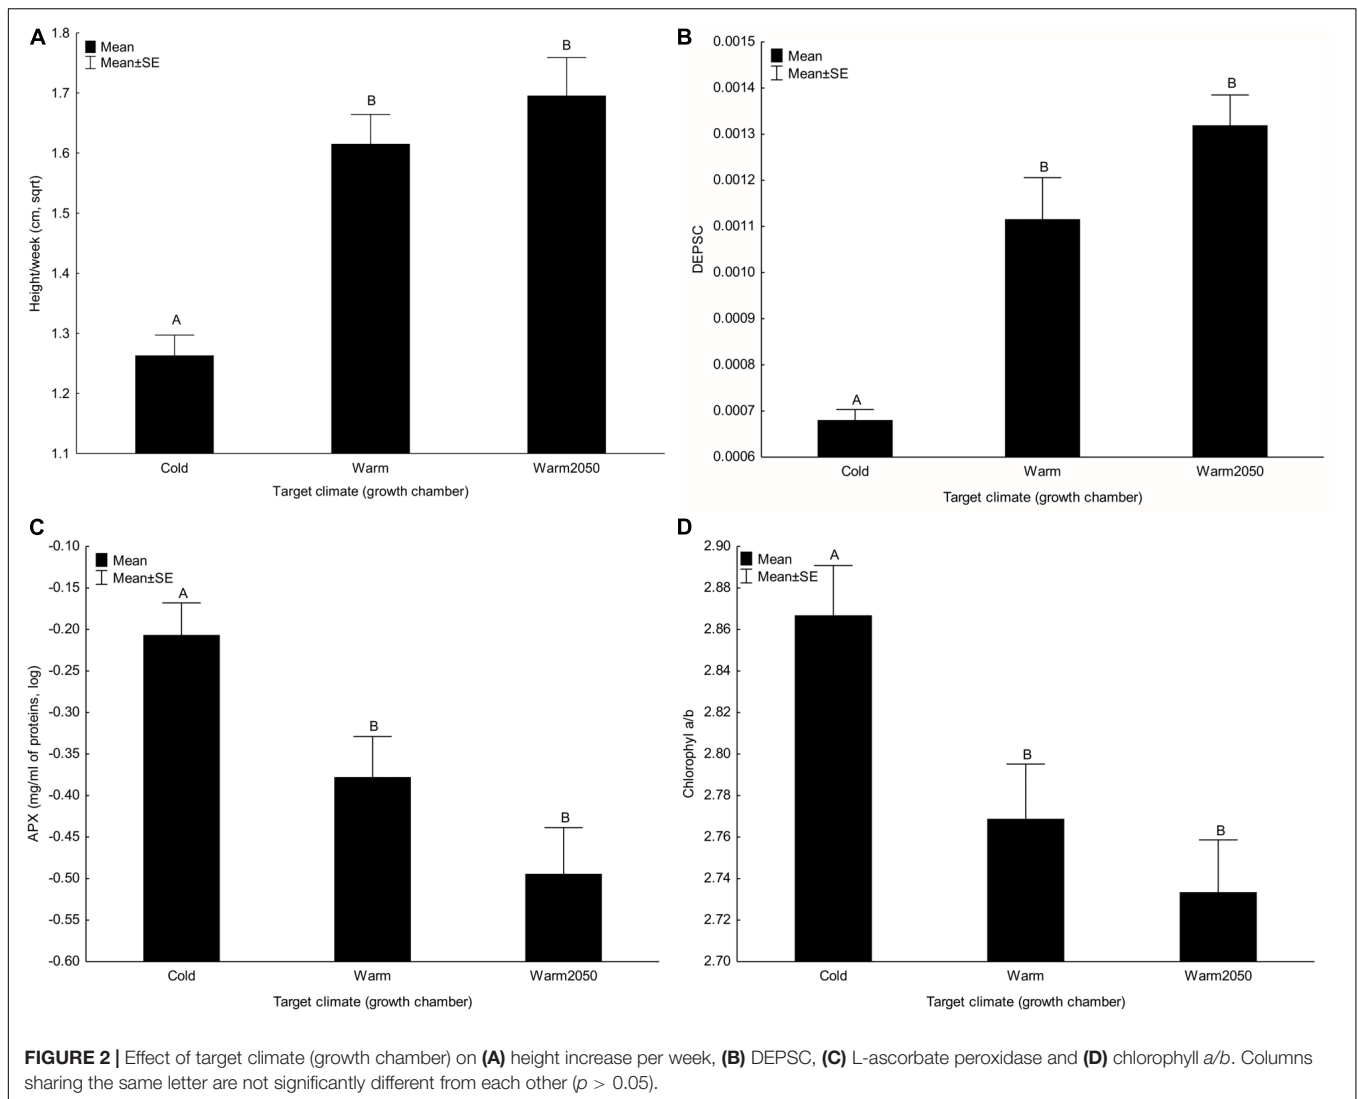 A
1.8
Mean
Mean±SE
1.7
1.6
1.5
1.4
1.3
1.2
1.1
Height/week (cm, sqrt)
A
B
B
Cold
Warm
Warm2050
Target climate (growth chamber)
B
0.0015
Mean
Mean±SE
0.0014
0.0013
0.0012
0.0011
0.0010
0.0009
0.0008
0.0007
0.0006
DEPSC
A
B
B
Cold
Warm
Warm2050
Target climate (growth chamber)
C
-0.10
Mean
Mean±SE
-0.15
-0.20
-0.25
-0.30
-0.35
-0.40
-0.45
-0.50
-0.55
-0.60
APX (mg/ml of proteins, log)
A
B
B
Cold
Warm
Warm2050
Target climate (growth chamber)
D
2.90
Mean
Mean±SE
2.88
2.86
2.84
2.82
2.80
2.78
2.76
2.74
2.72
2.70
Chlorophyl a/b
A
B
B
Cold
Warm
Warm2050
Target climate (growth chamber)
FIGURE 2 | Effect of target climate (growth chamber) on (A) height increase per week, (B) DEPSC, (C) L-ascorbate peroxidase and (D) chlorophyll a/b. Columns
sharing the same letter are not significantly different from each other (p > 0.05).